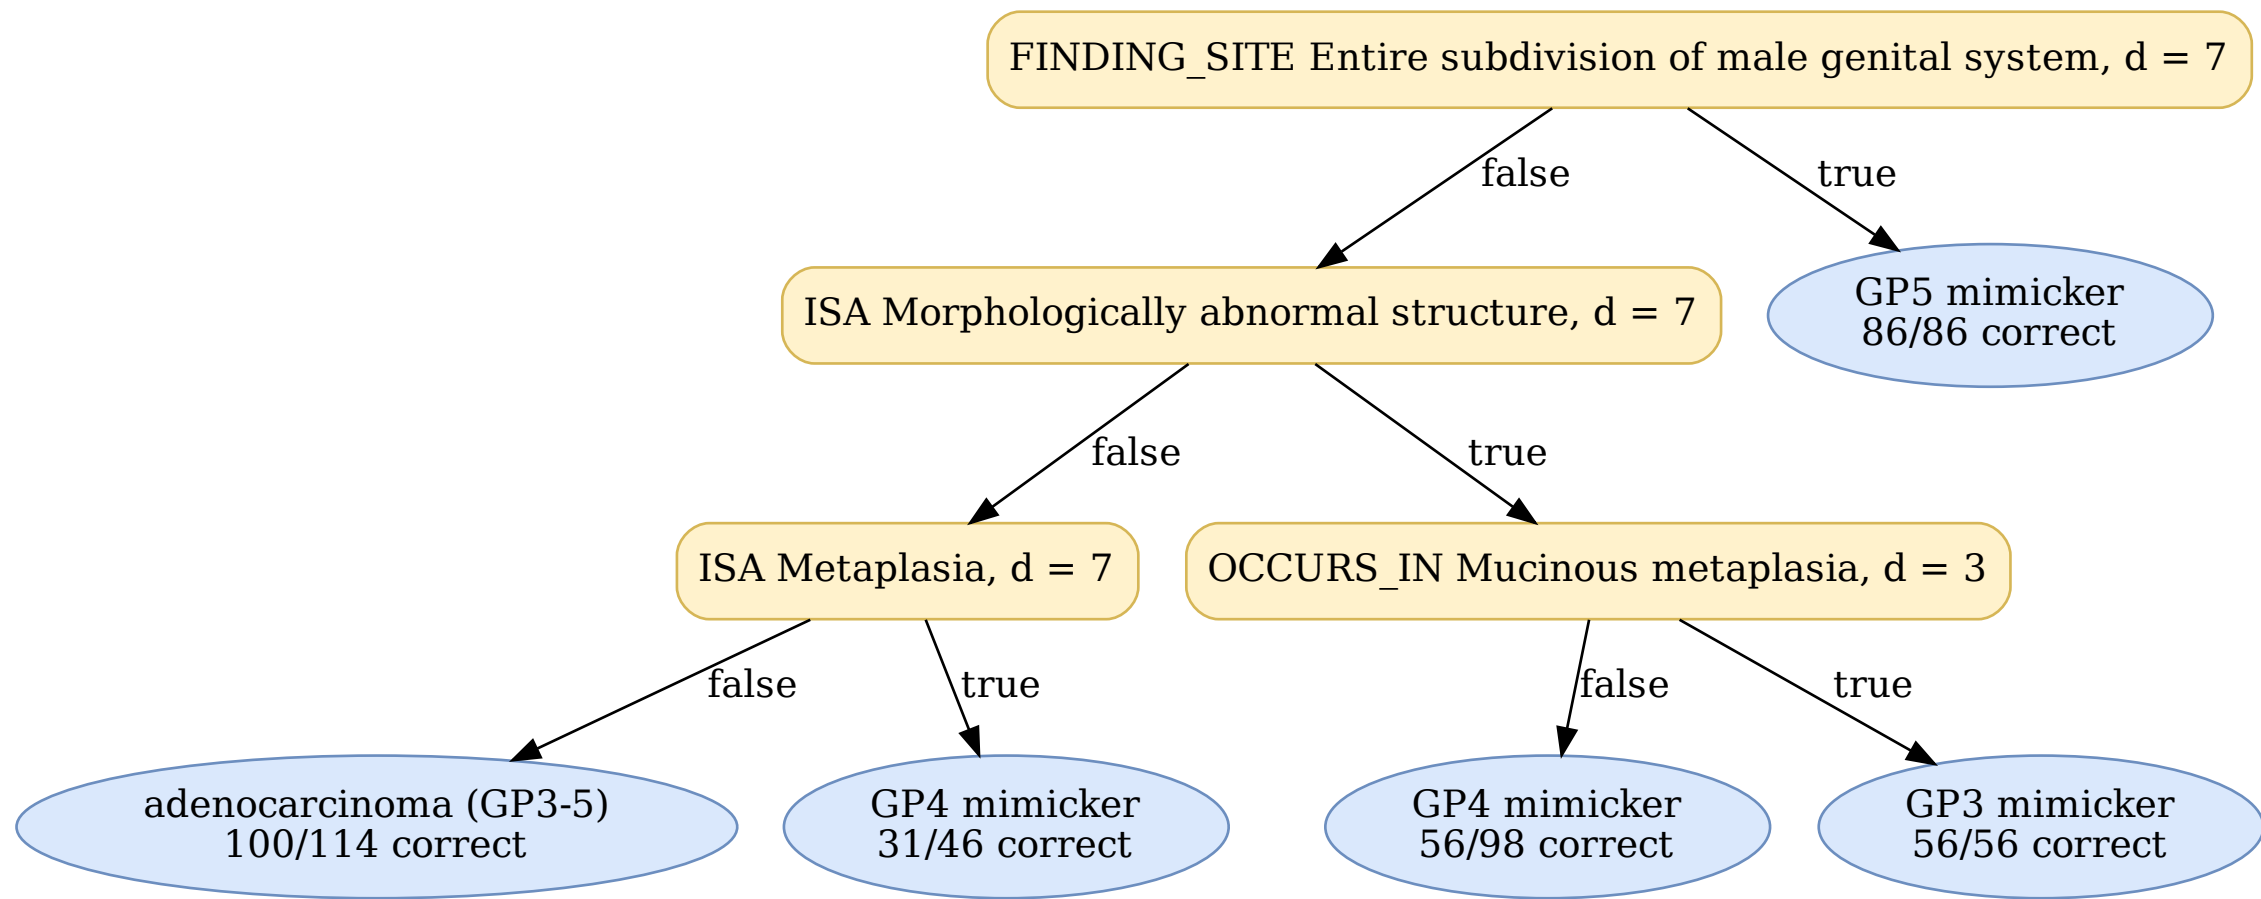 FINDING_SITE Entire subdivision of male genital system, d = 7
false
true
ISA Morphologically abnormal structure, d = 7
GP5 mimicker
86/86 correct
false
true
ISA Metaplasia, d = 7
OCCURS_IN Mucinous metaplasia, d = 3
false
true
false
true
adenocarcinoma (GP3-5)
100/114 correct
GP4 mimicker
31/46 correct
GP4 mimicker
56/98 correct
GP3 mimicker
56/56 correct